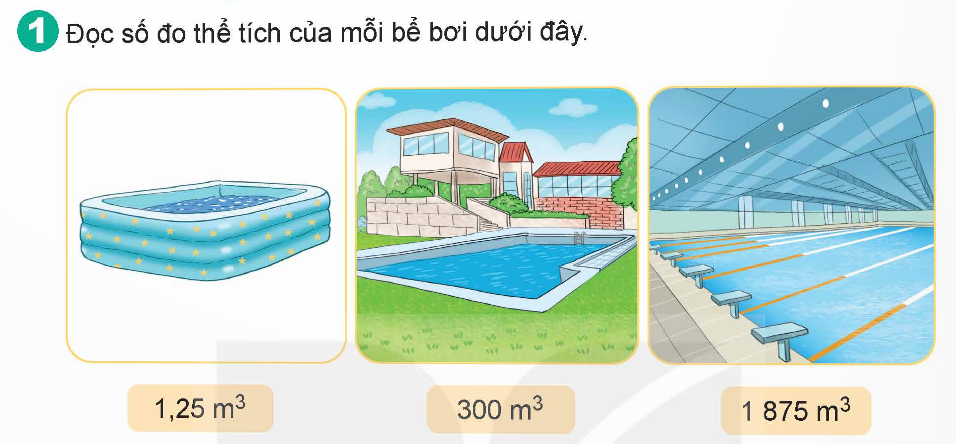 1 Đọc số đo thể tích của mỗi bể bơi dưới đây.
1,25 m³ 300 m³ 1 875 m³